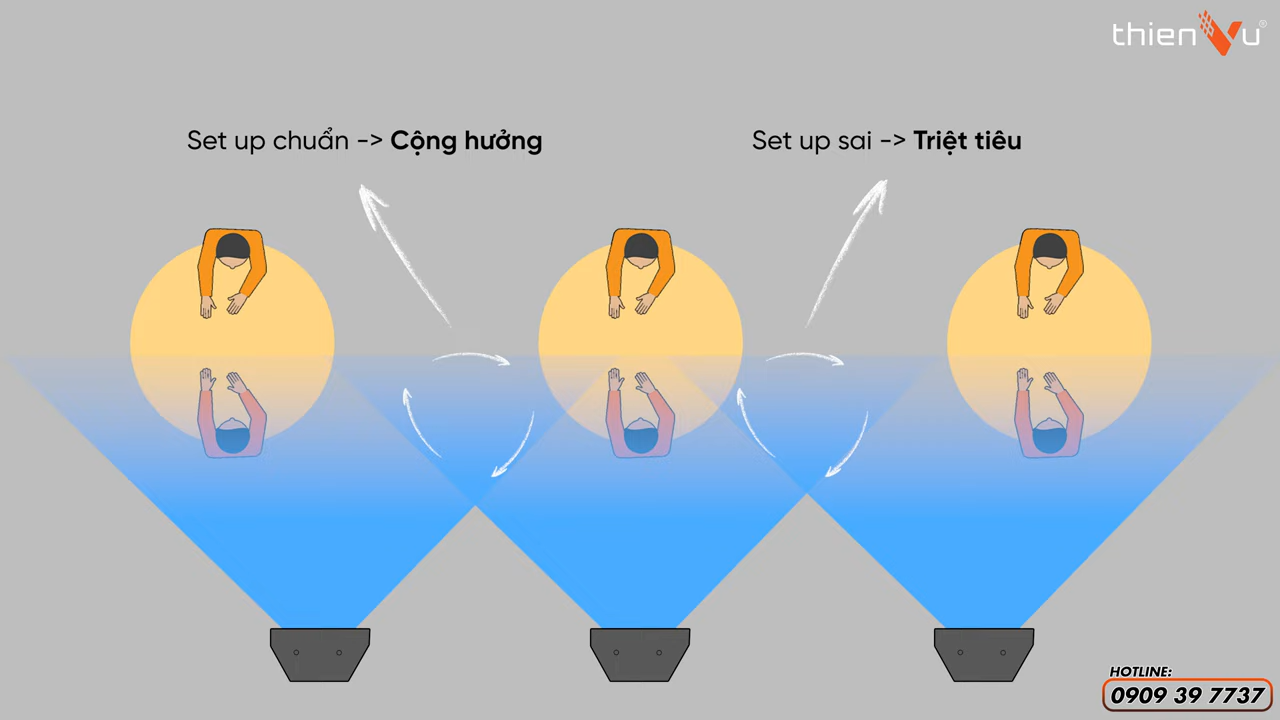 thienVu®
Set up chuẩn -> Cộng hưởng
Set up sai -> Triệt tiêu
HOTLINE:
0909 39 7737